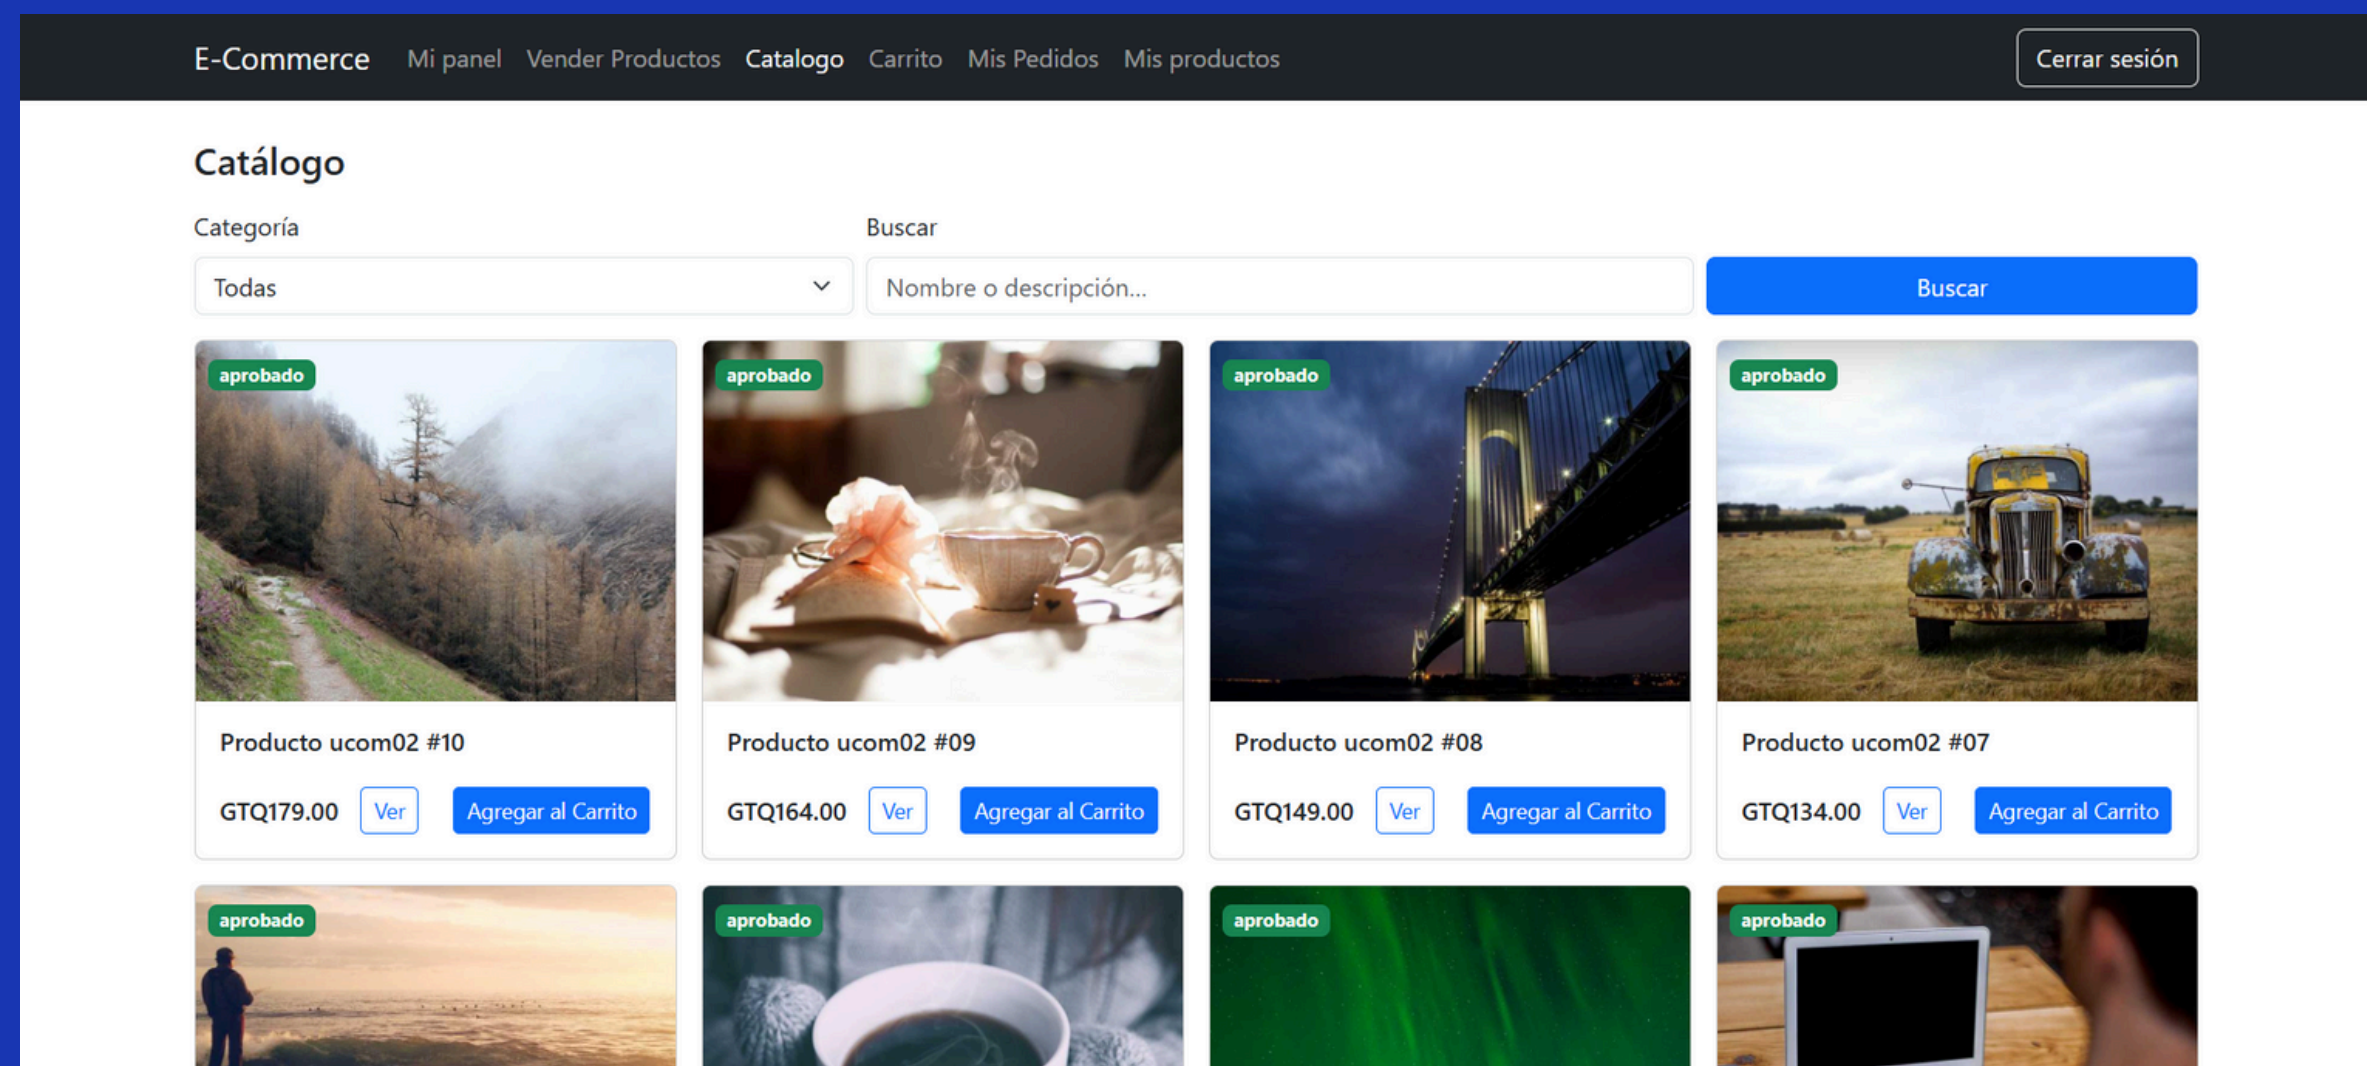 E-Commerce Mi panel Vender Productos Catalogo Carrito Mis Pedidos Mis productos Cerrar sesión
Catálogo
Categoría Buscar
Todas Nombre o descripción... Buscar
aprobado aprobado aprobado aprobado
Producto ucom02 #10 Producto ucom02 #09 Producto ucom02 #08 Producto ucom02 #07
GTQ179.00 Ver Agregar al Carrito GTQ164.00 Ver Agregar al Carrito GTQ149.00 Ver Agregar al Carrito GTQ134.00 Ver Agregar al Carrito
aprobado aprobado aprobado aprobado